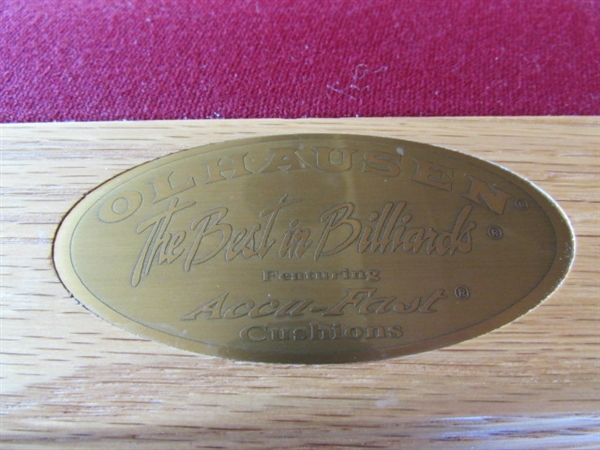 OLHAUSEN®
The Best in Billiards®
Featuring
Accu-Fast®
Cushions